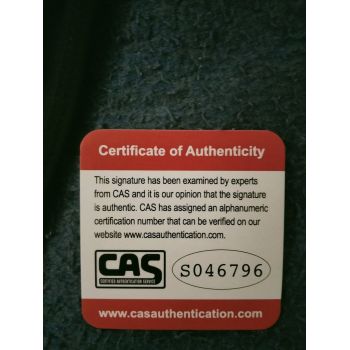 Certificate of Authenticity
This signature has been examined by experts
from CAS and it is our opinion that the signature
is authentic. CAS has assigned an alphanumeric
certification number that can be verified on our
website www.casauthentication.com.
CAS
CERTIFIED AUTHENTICATION SERVICE
S046796
www.casauthentication.com